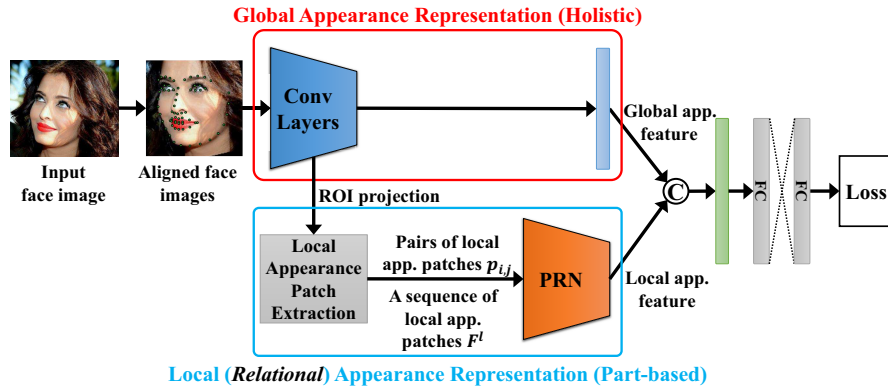 Global Appearance Representation (Holistic)
Conv
Layers
Global app.
feature
Input
face image
Aligned face
images
ROI projection
C
FC
FC
Loss
Local
Appearance
Patch
Extraction
Pairs of local
app. patches p_{i,j}
A sequence of
local app.
patches F^l
PRN
Local app.
feature
Local (Relational) Appearance Representation (Part-based)